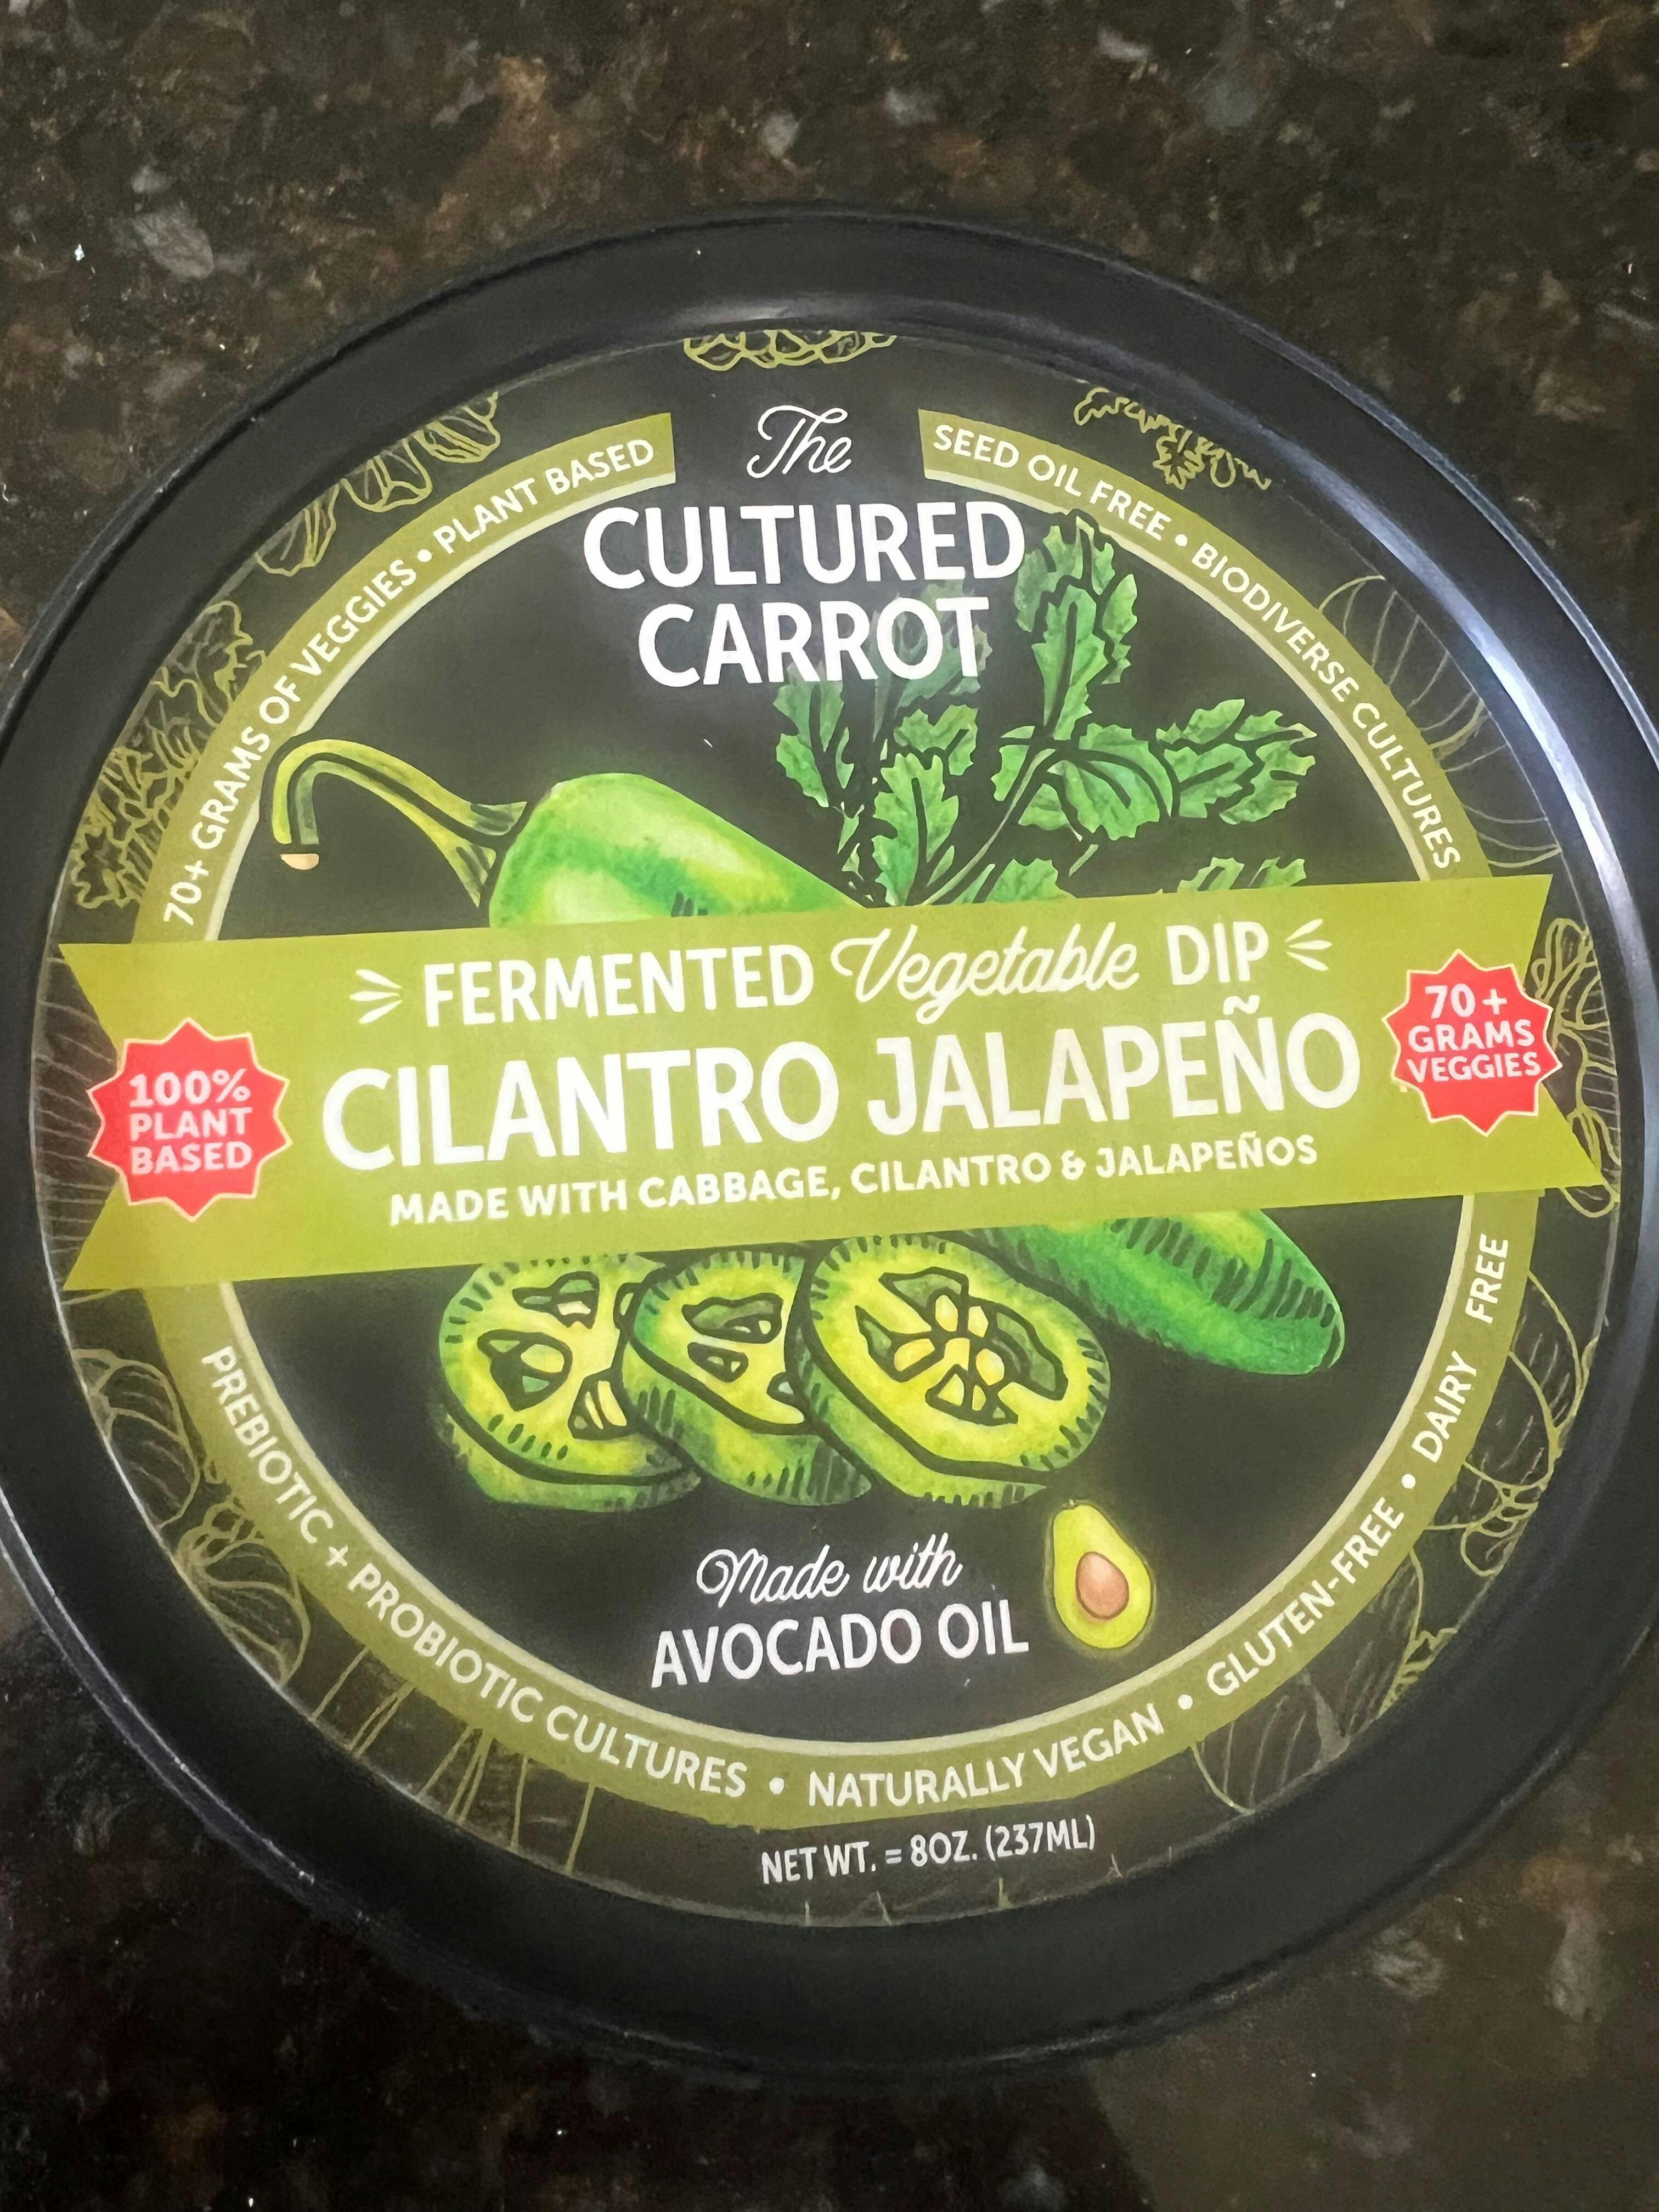 The
CULTURED
CARROT
70+ GRAMS OF VEGGIES • PLANT BASED
SEED OIL FREE • BIODIVERSE CULTURES
FERMENTED Vegetable DIP
CILANTRO JALAPEÑO
MADE WITH CABBAGE, CILANTRO & JALAPEÑOS
100%
PLANT
BASED
70+
GRAMS
VEGGIES
Made with
AVOCADO OIL
PREBIOTIC + PROBIOTIC CULTURES • NATURALLY VEGAN • GLUTEN-FREE • DAIRY FREE
NET WT. = 8OZ. (237ML)